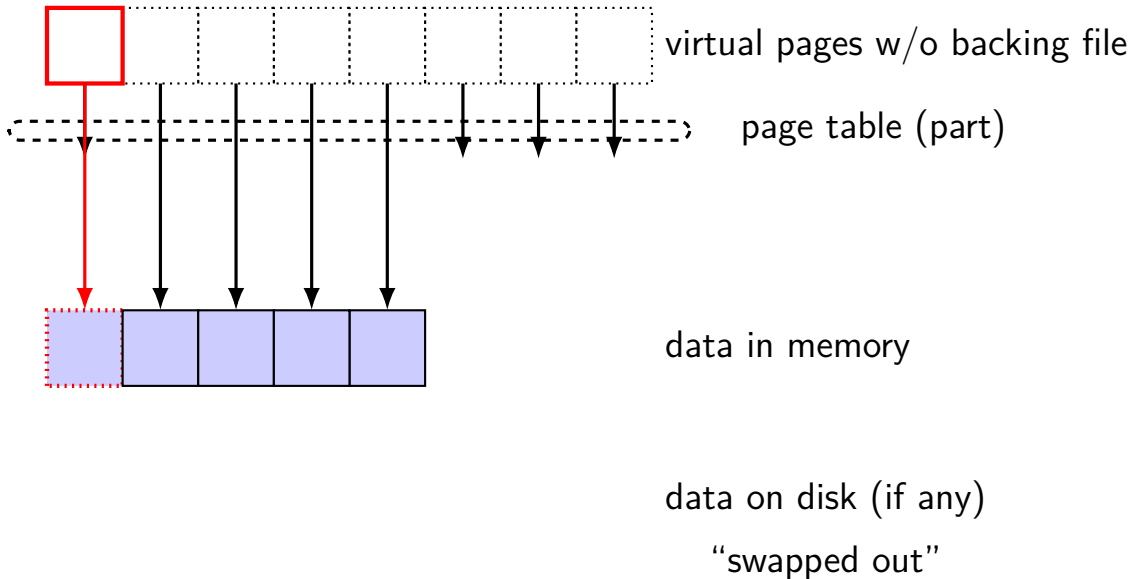 virtual pages w/o backing file
page table (part)
data in memory
data on disk (if any)
“swapped out”